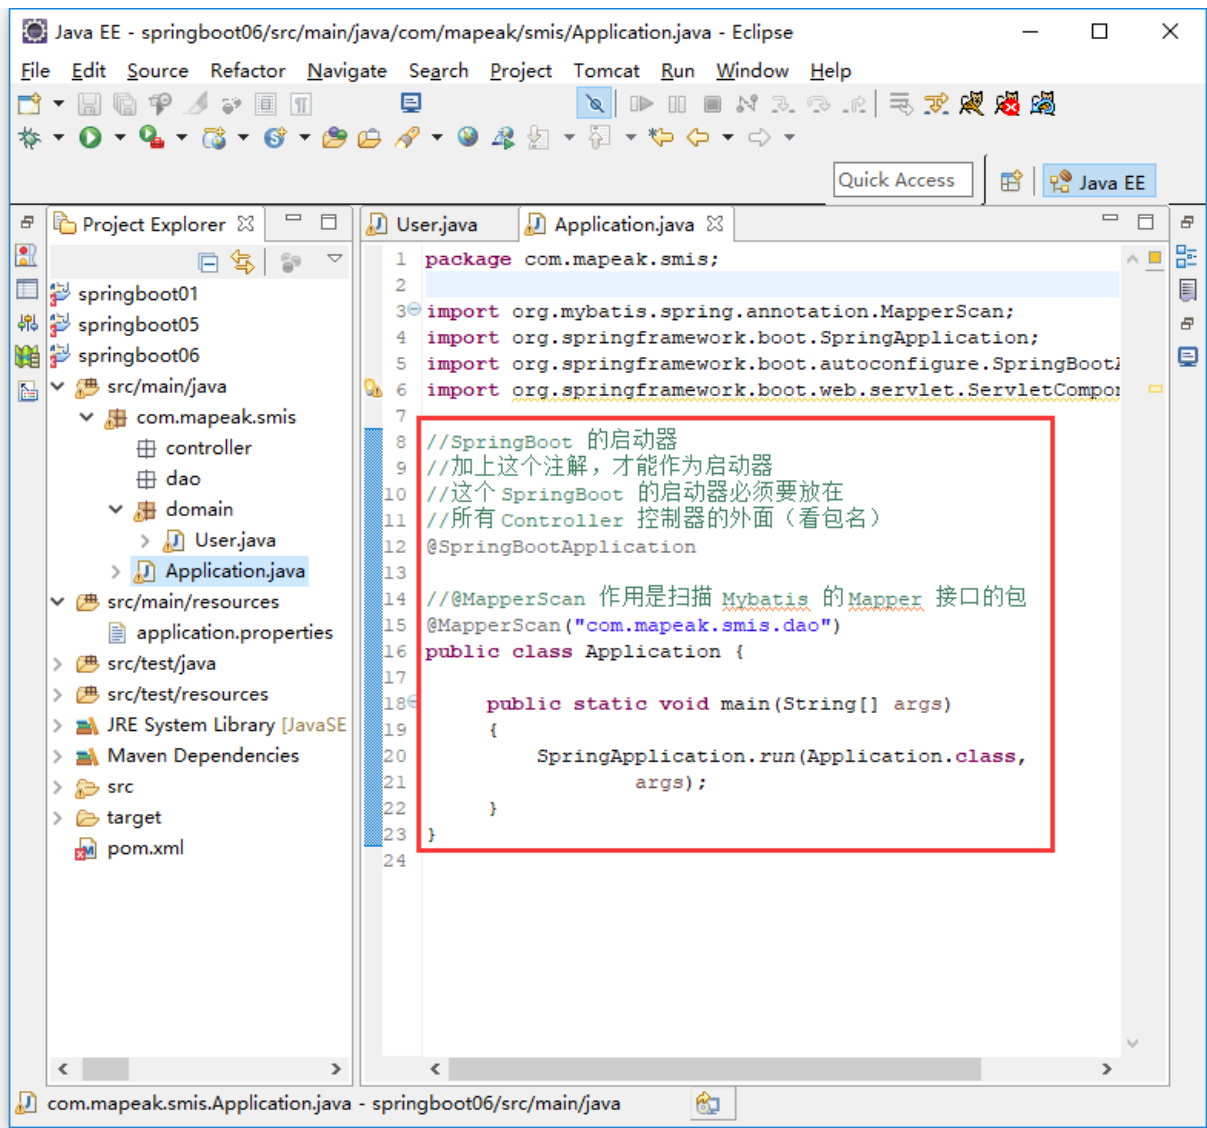 Java EE - springboot06/src/main/java/com/mapeak/smis/Application.java - Eclipse
File Edit Source Refactor Navigate Search Project Tomcat Run Window Help
Quick Access
Java EE
Project Explorer
User.java
Application.java
springboot01
springboot05
springboot06
src/main/java
com.mapeak.smis
controller
dao
domain
User.java
Application.java
src/main/resources
application.properties
src/test/java
src/test/resources
JRE System Library [JavaSE
Maven Dependencies
src
target
pom.xml
1 package com.mapeak.smis;
2
3 import org.mybatis.spring.annotation.MapperScan;
4 import org.springframework.boot.SpringApplication;
5 import org.springframework.boot.autoconfigure.SpringBootA
6 import org.springframework.boot.web.servlet.ServletCompon
7
8 //SpringBoot 的启动器
9 //加上这个注解，才能作为启动器
10 //这个 SpringBoot 的启动器必须要放在
11 //所有 Controller 控制器的外面（看包名）
12 @SpringBootApplication
13
14 //@MapperScan 作用是扫描 Mybatis 的 Mapper 接口的包
15 @MapperScan("com.mapeak.smis.dao")
16 public class Application {
17
18 public static void main(String[] args)
19 {
20 SpringApplication.run(Application.class,
21 args);
22 }
23 }
24
com.mapeak.smis.Application.java - springboot06/src/main/java